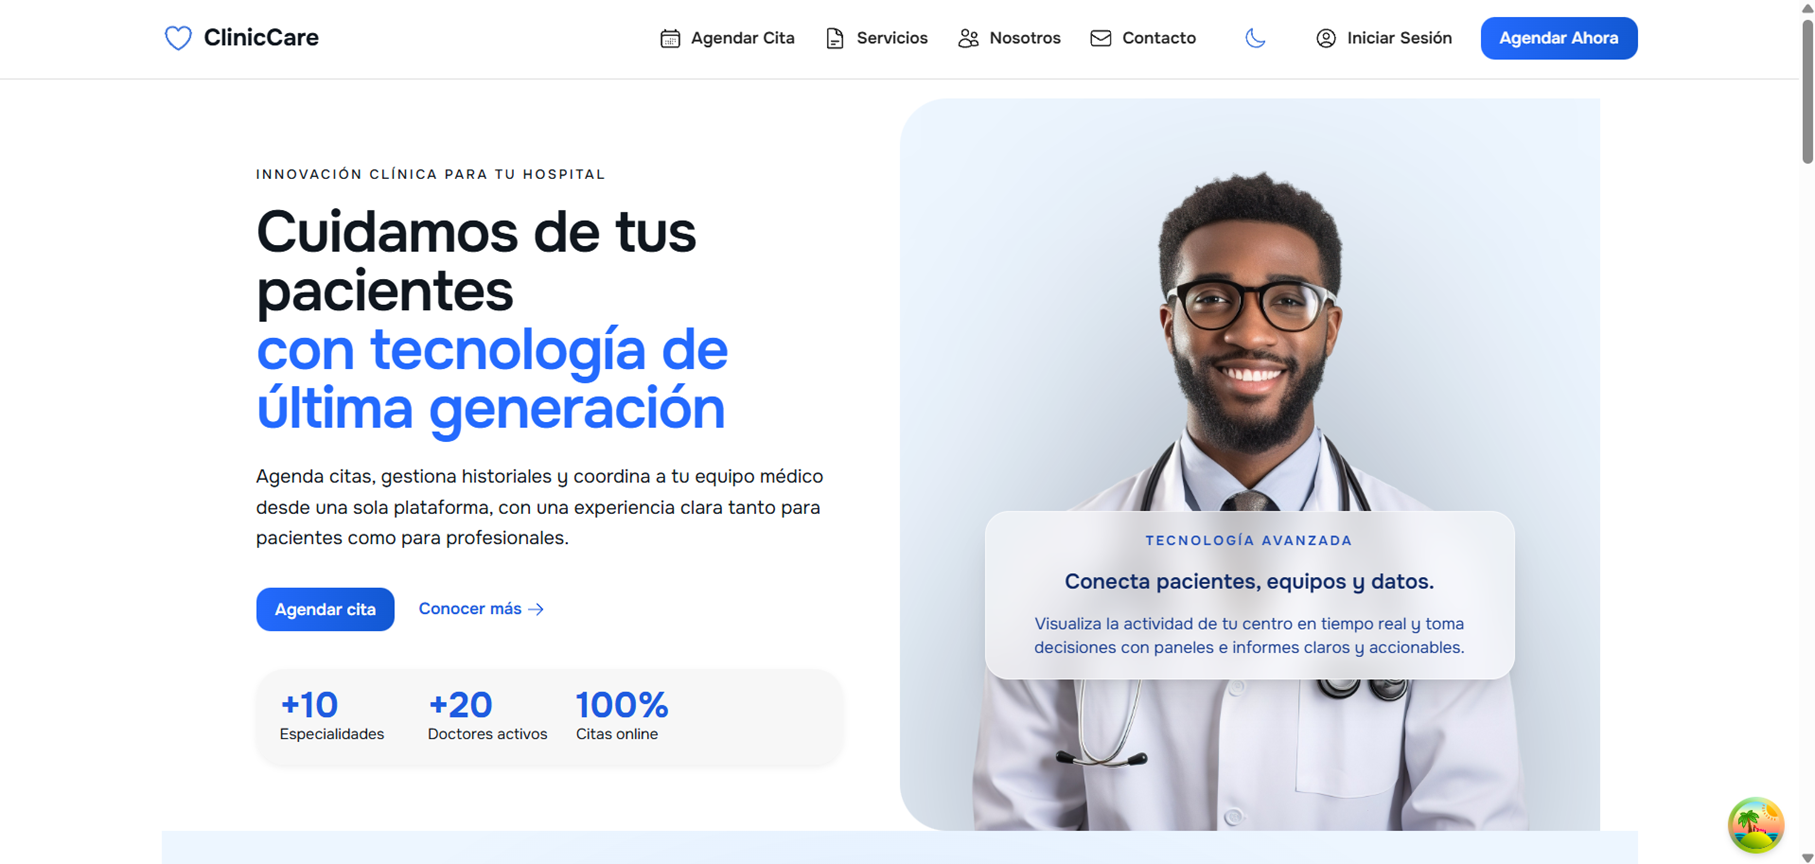 ClinicCare
Agendar Cita
Servicios
Nosotros
Contacto
Iniciar Sesión
Agendar Ahora
INNOVACIÓN CLÍNICA PARA TU HOSPITAL
Cuidamos de tus
pacientes
con tecnología de
última generación
Agenda citas, gestiona historiales y coordina a tu equipo médico
desde una sola plataforma, con una experiencia clara tanto para
pacientes como para profesionales.
Agendar cita
Conocer más →
+10
Especialidades
+20
Doctores activos
100%
Citas online
TECNOLOGÍA AVANZADA
Conecta pacientes, equipos y datos.
Visualiza la actividad de tu centro en tiempo real y toma
decisiones con paneles e informes claros y accionables.